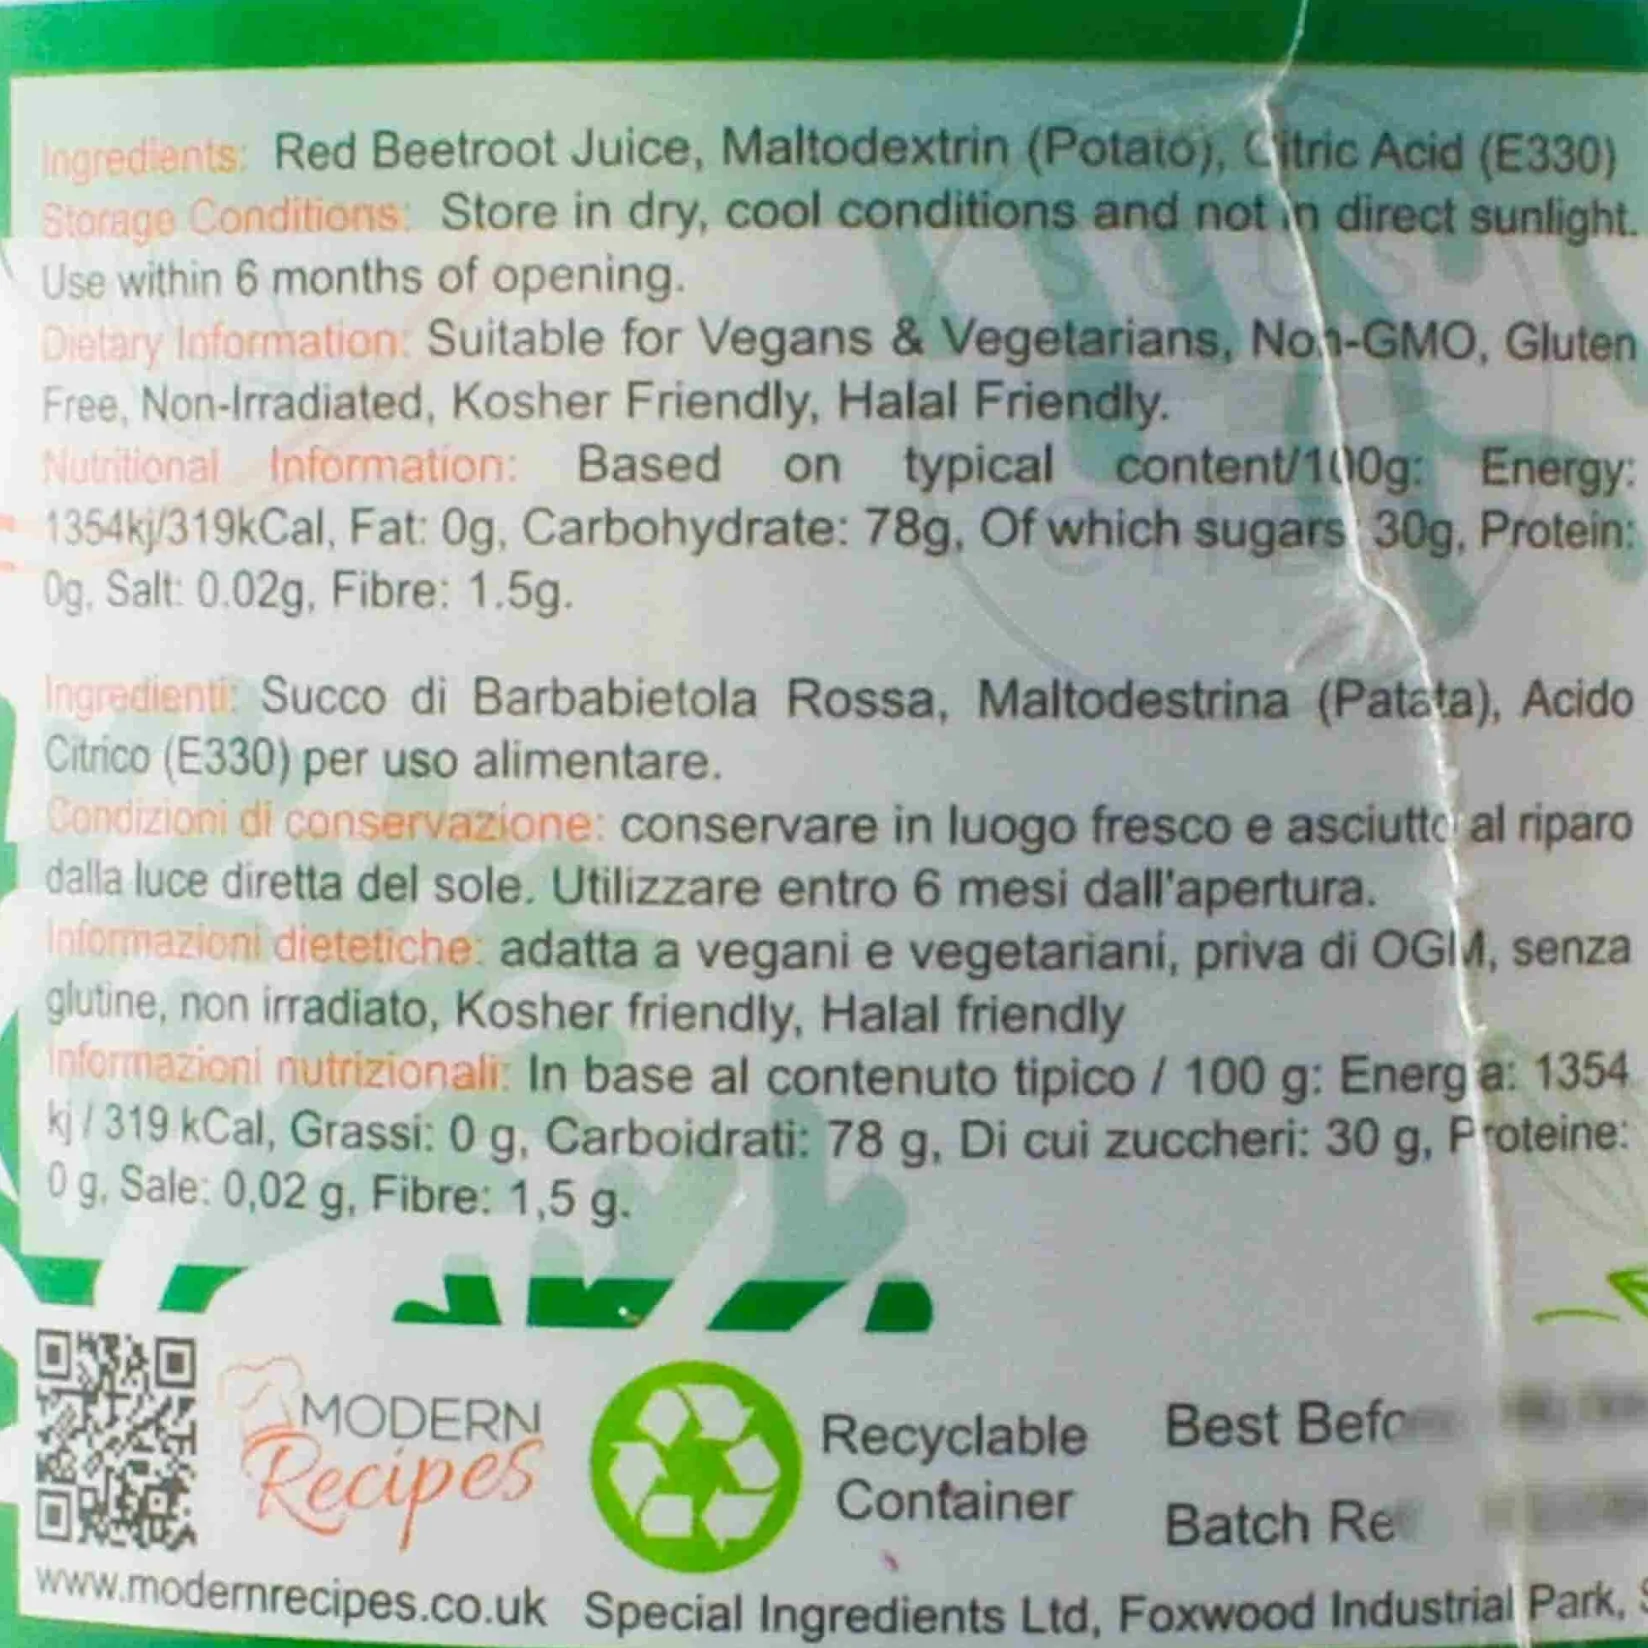 Ingredients: Red Beetroot Juice, Maltodextrin (Potato), Citric Acid (E330)
Storage Conditions: Store in dry, cool conditions and not in direct sunlight.
Use within 6 months of opening.
Dietary Information: Suitable for Vegans & Vegetarians, Non-GMO, Gluten
Free, Non-Irradiated, Kosher Friendly, Halal Friendly.
Nutritional Information: Based on typical content/100g: Energy:
1354kj/319kCal, Fat: 0g, Carbohydrate: 78g, Of which sugars: 30g, Protein:
0g, Salt: 0.02g, Fibre: 1.5g.
Ingredienti: Succo di Barbabietola Rossa, Maltodestrina (Patata), Acido
Citrico (E330) per uso alimentare.
Condizioni di conservazione: conservare in luogo fresco e asciutto al riparo
dalla luce diretta del sole. Utilizzare entro 6 mesi dall'apertura.
Informazioni dietetiche: adatta a vegani e vegetariani, priva di OGM, senza
glutine, non irradiato, Kosher friendly, Halal friendly
Informazioni nutrizionali: In base al contenuto tipico / 100 g: Energia: 1354
kj / 319 kCal, Grassi: 0 g, Carboidrati: 78 g, Di cui zuccheri: 30 g, Proteine:
0 g, Sale: 0,02 g, Fibre: 1,5 g.
MODERN
Recipes
Recyclable
Container
Best Befo
Batch Re
www.modernrecipes.co.uk Special Ingredients Ltd, Foxwood Industrial Park,